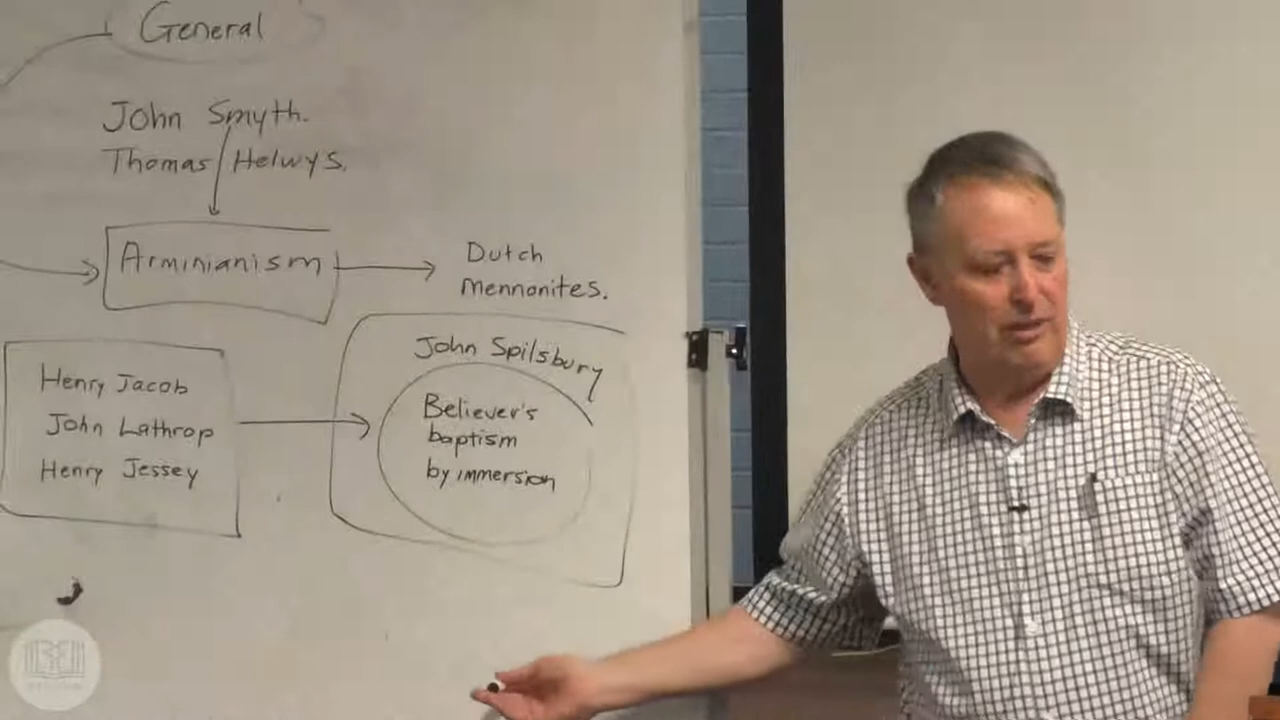 General
John Smyth.
Thomas Helwys.
Arminianism
Dutch
mennonites.
Henry Jacob
John Lathrop
Henry Jessey
John Spilsbury
Believer's
baptism
by immersion